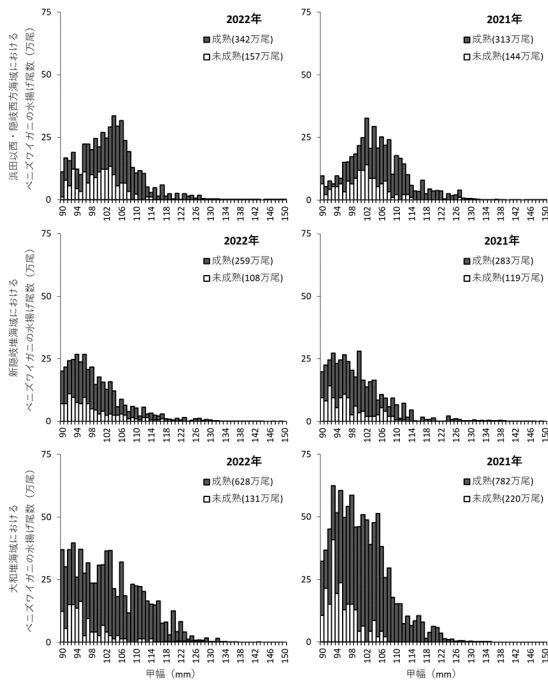 2022年
成熟(342万尾)
未成熟(157万尾)
浜田以西・隠岐西方海域における
ベニズワイガニの水揚げ尾数（万尾）
75
50
25
0
90 94 98 102 106 110 114 118 122 126 130 134 138 142 146 150
2021年
成熟(313万尾)
未成熟(144万尾)
75
50
25
0
90 94 98 102 106 110 114 118 122 126 130 134 138 142 146 150
2022年
成熟(259万尾)
未成熟(108万尾)
新隠岐堆海域における
ベニズワイガニの水揚げ尾数（万尾）
75
50
25
0
90 94 98 102 106 110 114 118 122 126 130 134 138 142 146 150
2021年
成熟(283万尾)
未成熟(119万尾)
75
50
25
0
90 94 98 102 106 110 114 118 122 126 130 134 138 142 146 150
2022年
成熟(628万尾)
未成熟(131万尾)
大和堆海域における
ベニズワイガニの水揚げ尾数（万尾）
75
50
25
0
90 94 98 102 106 110 114 118 122 126 130 134 138 142 146 150
甲幅（mm）
2021年
成熟(782万尾)
未成熟(220万尾)
75
50
25
0
90 94 98 102 106 110 114 118 122 126 130 134 138 142 146 150
甲幅（mm）